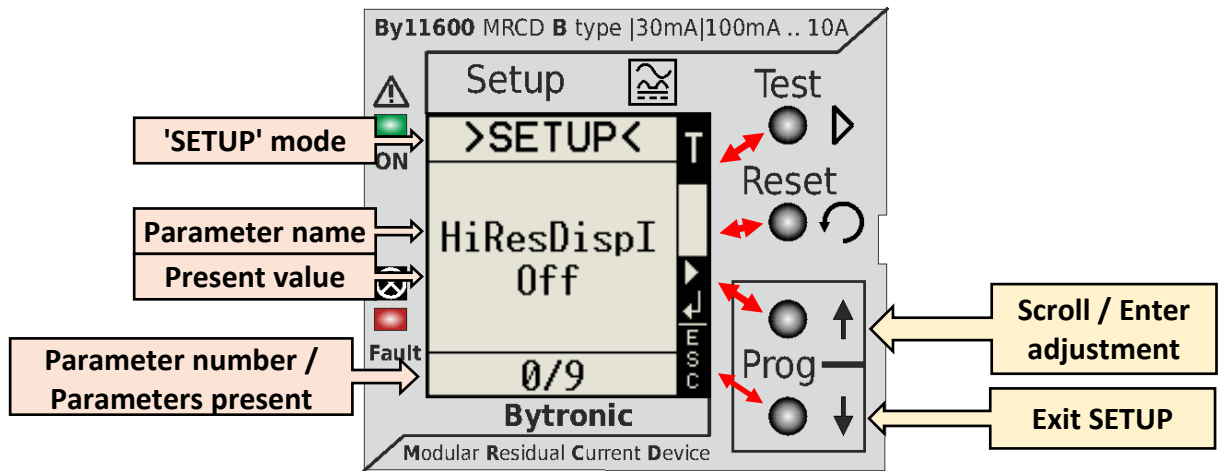 By11600 MRCD B type |30mA|100mA .. 10A
Setup
Test
'SETUP' mode
>SETUP<
T
ON
Reset
Parameter name
HiResDispI
Present value
Off
Scroll / Enter
adjustment
Fault
ESC
Prog
Parameter number /
Parameters present
0/9
Exit SETUP
Bytronic
Modular Residual Current Device